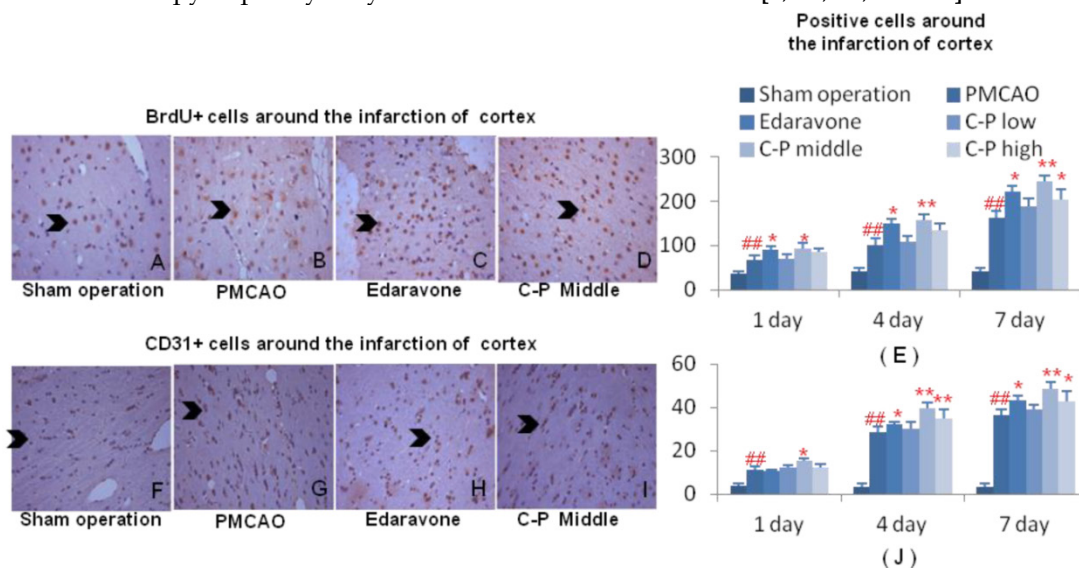 Positive cells around
the infarction of cortex
BrdU+ cells around the infarction of cortex
A
B
C
D
Sham operation
PMCAO
Edaravone
C-P Middle
CD31+ cells around the infarction of cortex
F
G
H
I
Sham operation
PMCAO
Edaravone
C-P Middle
Sham operation
PMCAO
Edaravone
C-P low
C-P middle
C-P high
300
200
100
0
## * *
## * **
## * ** *
1 day
4 day
7 day
( E )
60
40
20
0
## *
## * ** **
## * ** *
1 day
4 day
7 day
( J )